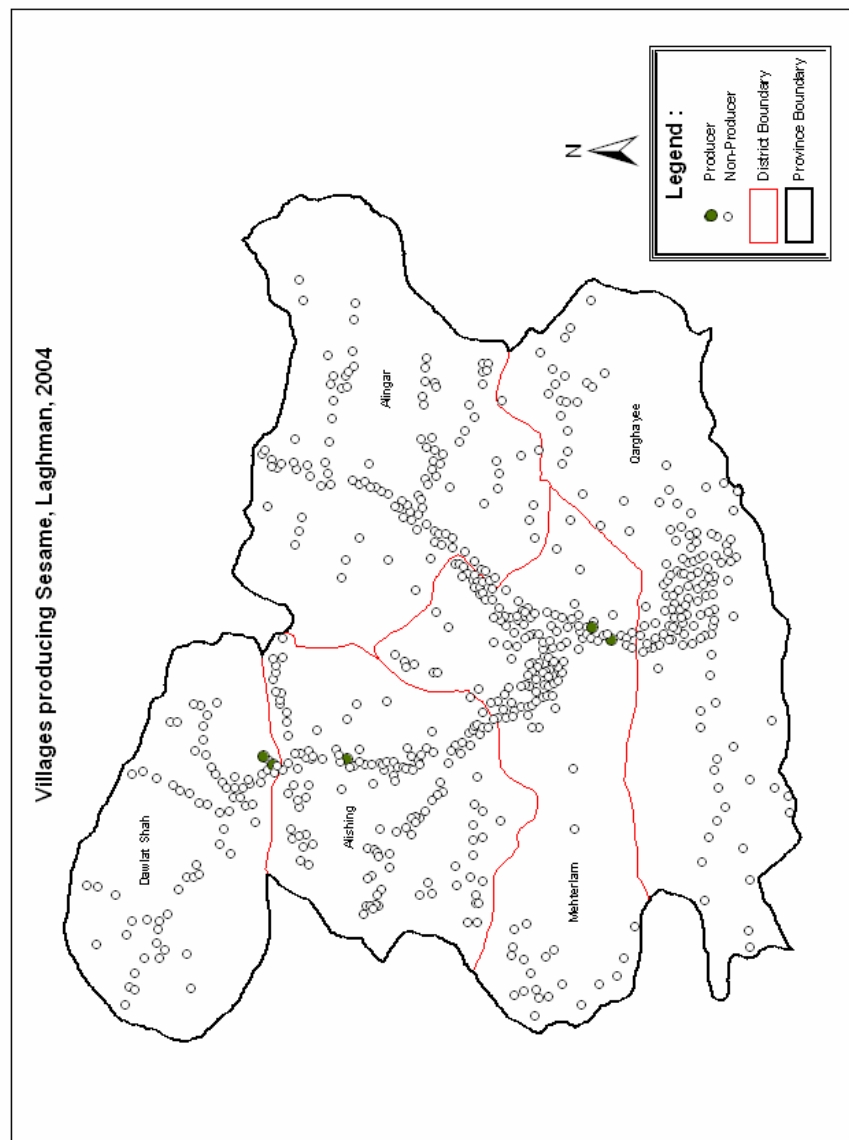 Villages producing Sesame, Laghman, 2004
Dawlat Shah
Alingar
Alishing
Mehterlam
Qarghayee
N
Legend :
Producer
Non-Producer
District Boundary
Province Boundary